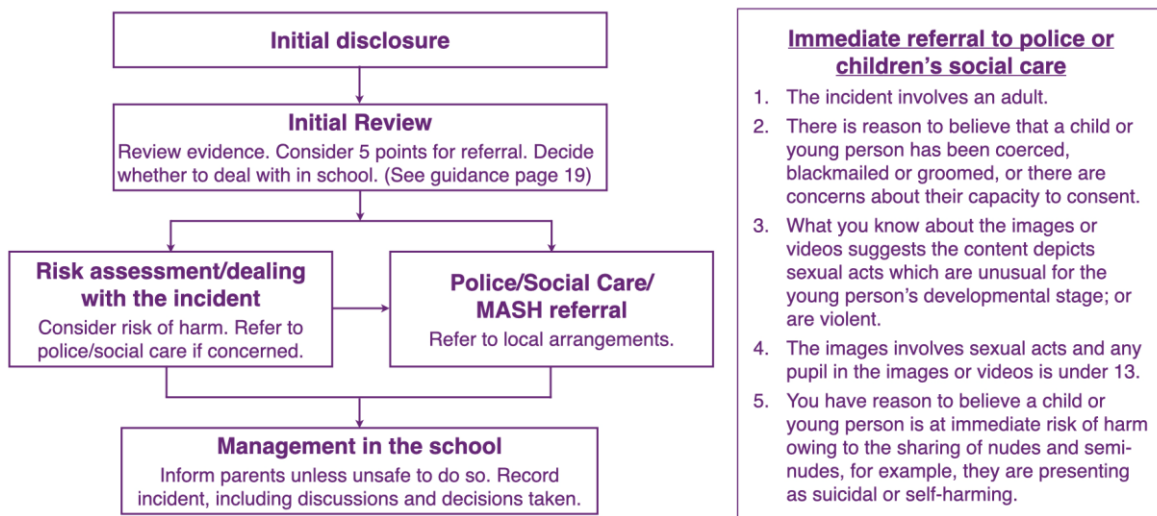 Initial disclosure
Initial Review
Review evidence. Consider 5 points for referral. Decide
whether to deal with in school. (See guidance page 19)
Risk assessment/dealing
with the incident
Consider risk of harm. Refer to
police/social care if concerned.
Police/Social Care/
MASH referral
Refer to local arrangements.
Management in the school
Inform parents unless unsafe to do so. Record
incident, including discussions and decisions taken.
Immediate referral to police or
children's social care
1. The incident involves an adult.
2. There is reason to believe that a child or
young person has been coerced,
blackmailed or groomed, or there are
concerns about their capacity to consent.
3. What you know about the images or
videos suggests the content depicts
sexual acts which are unusual for the
young person's developmental stage; or
are violent.
4. The images involves sexual acts and any
pupil in the images or videos is under 13.
5. You have reason to believe a child or
young person is at immediate risk of harm
owing to the sharing of nudes and semi-
nudes, for example, they are presenting
as suicidal or self-harming.